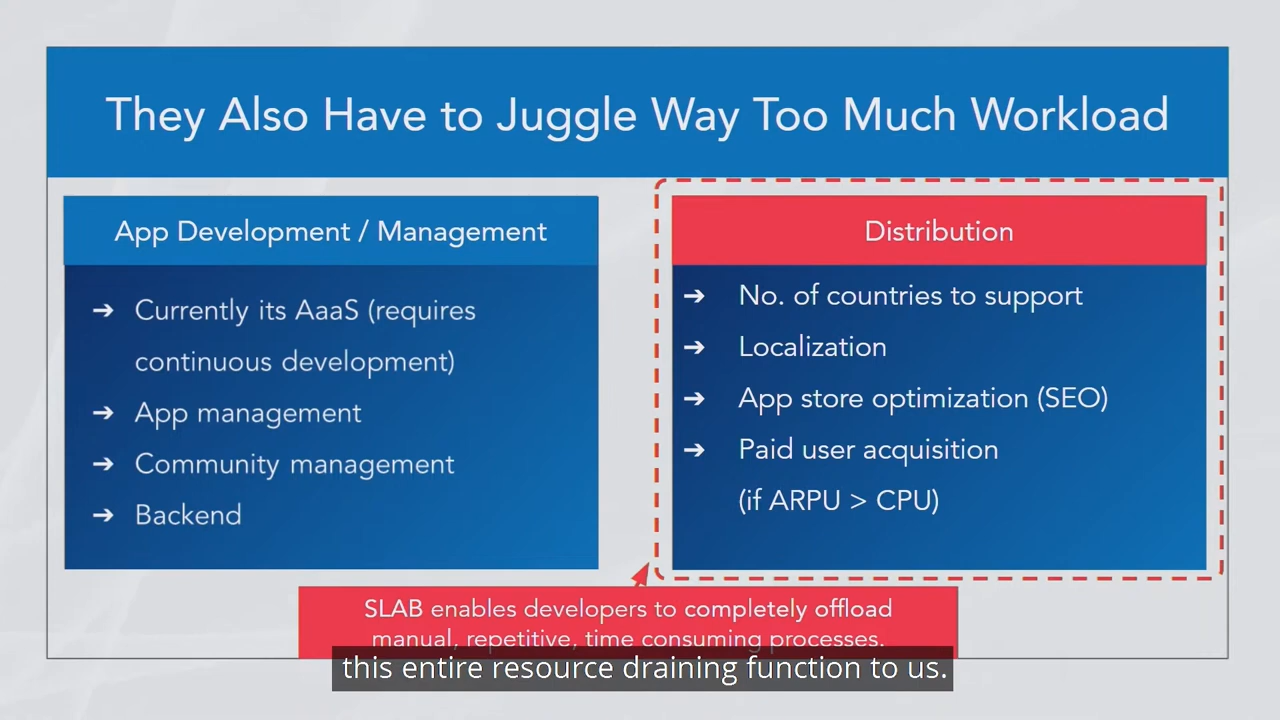 They Also Have to Juggle Way Too Much Workload
App Development / Management
➔ Currently its AaaS (requires
continuous development)
➔ App management
➔ Community management
➔ Backend
Distribution
➔ No. of countries to support
➔ Localization
➔ App store optimization (SEO)
➔ Paid user acquisition
(if ARPU > CPU)
SLAB enables developers to completely offload
manual, repetitive, time consuming processes.
this entire resource draining function to us.